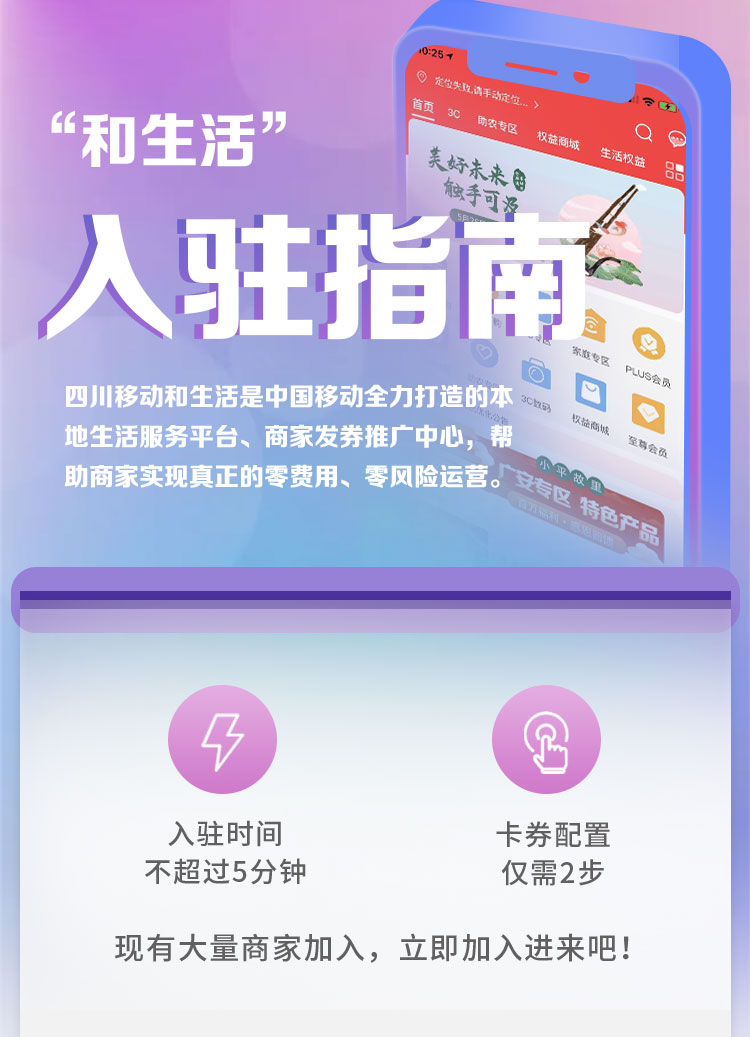 10:25
定位失败,请手动定位...
首页 3C 助农专区 权益商城 生活权益
美好未来
触手可及
“和生活”
入驻指南
家庭专区
PLUS会员
3C数码
权益商城
至尊会员
四川移动和生活是中国移动全力打造的本
地生活服务平台、商家发券推广中心，帮
助商家实现真正的零费用、零风险运营。
小平故里
广安专区 特色产品
入驻时间
不超过5分钟
卡券配置
仅需2步
现有大量商家加入，立即加入进来吧！